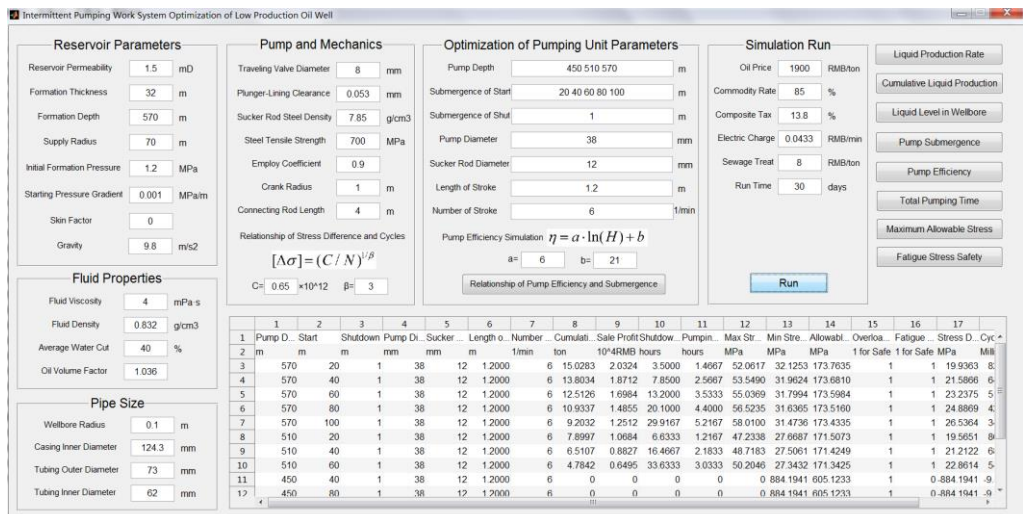 Intermittent Pumping Work System Optimization of Low Production Oil Well
Reservoir Parameters
Reservoir Permeability 1.5 mD
Formation Thickness 32 m
Formation Depth 570 m
Supply Radius 70 m
Initial Formation Pressure 1.2 MPa
Starting Pressure Gradient 0.001 MPa/m
Skin Factor 0
Gravity 9.8 m/s2
Fluid Properties
Fluid Viscosity 4 mPa·s
Fluid Density 0.832 g/cm3
Average Water Cut 40 %
Oil Volume Factor 1.036
Pipe Size
Wellbore Radius 0.1 m
Casing Inner Diameter 124.3 mm
Tubing Outer Diameter 73 mm
Tubing Inner Diameter 62 mm
Pump and Mechanics
Traveling Valve Diameter 8 mm
Plunger-Lining Clearance 0.053 mm
Sucker Rod Steel Density 7.85 g/cm3
Steel Tensile Strength 700 MPa
Employ Coefficient 0.9
Crank Radius 1 m
Connecting Rod Length 4 m
Relationship of Stress Difference and Cycles
[Δσ]=(C/N)^1/β
C= 0.65 ×10^12 β= 3
Optimization of Pumping Unit Parameters
Pump Depth 450 510 570 m
Submergence of Start 20 40 60 80 100 m
Submergence of Shut 1 m
Pump Diameter 38 mm
Sucker Rod Diameter 12 mm
Length of Stroke 1.2 m
Number of Stroke 6 1/min
Pump Efficiency Simulation η=a·ln(H)+b
a= 6 b= 21
Relationship of Pump Efficiency and Submergence
Simulation Run
Oil Price 1900 RMB/ton
Commodity Rate 85 %
Composite Tax 13.8 %
Electric Charge 0.0433 RMB/min
Sewage Treat 8 RMB/ton
Run Time 30 days
Run
Liquid Production Rate
Cumulative Liquid Production
Liquid Level in Wellbore
Pump Submergence
Pump Efficiency
Total Pumping Time
Maximum Allowable Stress
Fatigue Stress Safety
1 2 3 4 5 6 7 8 9 10 11 12 13 14 15 16 17
1 Pump D... Start Shutdown Pump Di... Sucker ... Length o... Number ... Cumulati... Sale Profit Shutdow... Pumpin... Max Str... Min Stre... Allowabl... Overloa... Fatigue ... Stress D... Cyc
2 m m m mm mm m 1/min ton 10^4RMB hours hours MPa MPa MPa 1 for Safe 1 for Safe MPa Milli
3 570 20 1 38 12 1.2000 6 15.0283 2.0324 3.5000 1.4667 52.0617 32.1253 173.7635 1 1 19.9363
4 570 40 1 38 12 1.2000 6 13.8034 1.8712 7.8500 2.5667 53.5490 31.9624 173.6810 1 1 21.5866
5 570 60 1 38 12 1.2000 6 12.5126 1.6984 13.2000 3.5333 55.0369 31.7994 173.5984 1 1 23.2375
6 570 80 1 38 12 1.2000 6 10.9337 1.4855 20.1000 4.4000 56.5235 31.6365 173.5160 1 1 24.8869
7 570 100 1 38 12 1.2000 6 9.2032 1.2512 29.9167 5.2167 58.0100 31.4736 173.4335 1 1 26.5364
8 510 20 1 38 12 1.2000 6 7.8997 1.0684 6.6333 1.2167 47.2338 27.6687 171.5073 1 1 19.5651
9 510 40 1 38 12 1.2000 6 6.5107 0.8827 16.4667 2.1833 48.7183 27.5061 171.4249 1 1 21.2122
10 510 60 1 38 12 1.2000 6 4.7842 0.6495 33.6333 3.0333 50.2046 27.3432 171.3425 1 1 22.8614
11 450 40 1 38 12 1.2000 6 0 0 0 0 0 884.1941 605.1233 1 0 -884.1941 -9.
12 450 80 1 38 12 1.2000 6 0 0 0 0 0 884.1941 605.1233 1 0 -884.1941 -9.